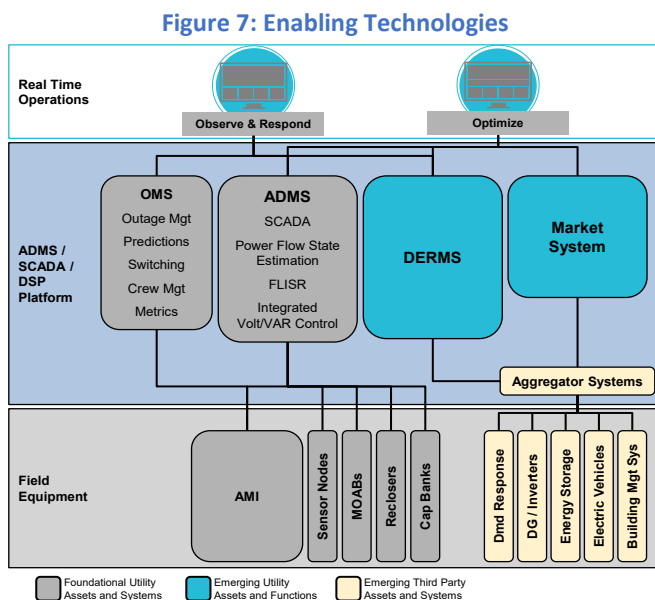 Figure 7: Enabling Technologies
Real Time
Operations
Observe & Respond
Optimize
ADMS /
SCADA /
DSP
Platform
OMS
Outage Mgt
Predictions
Switching
Crew Mgt
Metrics
ADMS
SCADA
Power Flow State
Estimation
FLISR
Integrated
Volt/VAR Control
DERMS
Market
System
Aggregator Systems
Field
Equipment
AMI
Sensor Nodes
MOABs
Reclosers
Cap Banks
Dmd Response
DG / Inverters
Energy Storage
Electric Vehicles
Building Mgt Sys
Foundational Utility
Assets and Systems
Emerging Utility
Assets and Functions
Emerging Third Party
Assets and Systems